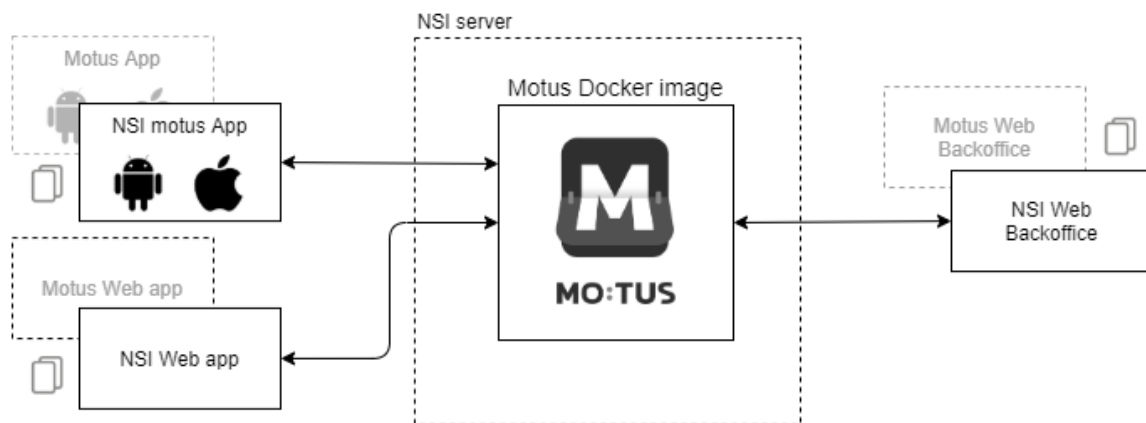 NSI server
Motus App
NSI motus App
Motus Docker image
M
MO:TUS
Motus Web
Backoffice
NSI Web
Backoffice
Motus Web app
NSI Web app